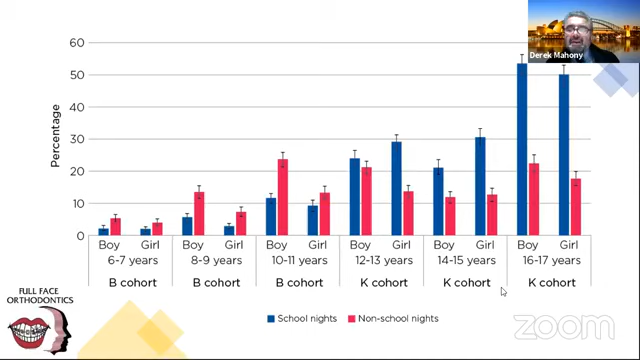 Derek Mahony
60
50
40
30
20
10
0
Percentage
Boy Girl Boy Girl Boy Girl Boy Girl Boy Girl Boy Girl
6-7 years 8-9 years 10-11 years 12-13 years 14-15 years 16-17 years
B cohort B cohort B cohort K cohort K cohort K cohort
School nights Non-school nights
FULL FACE
ORTHODONTICS
zoom